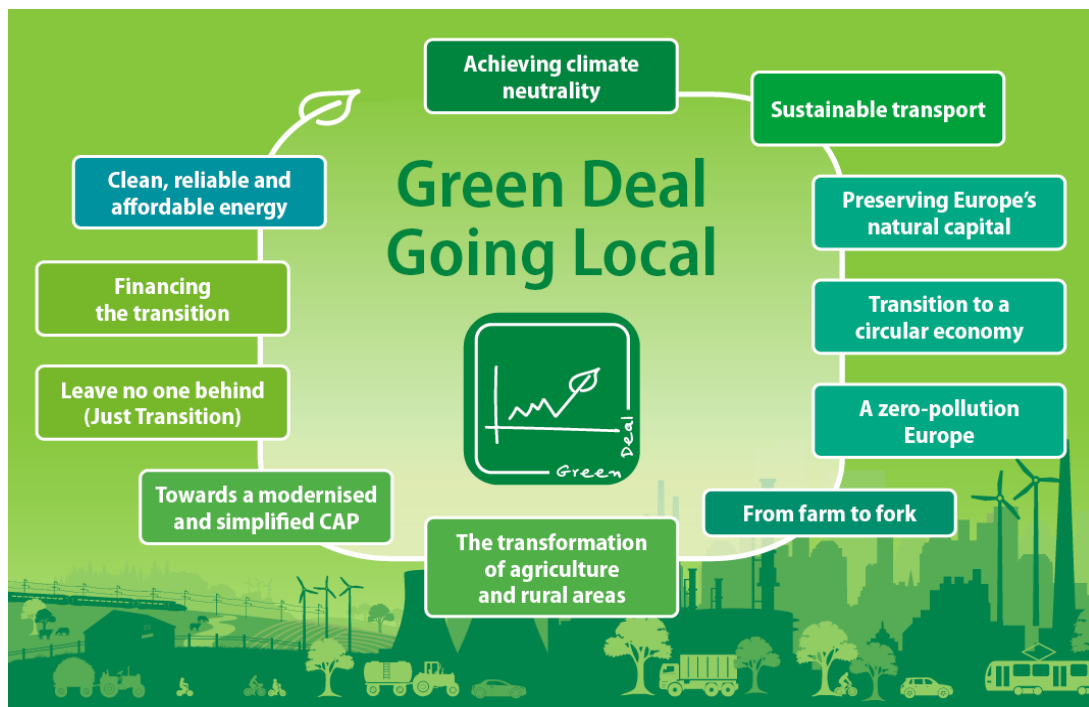 Green Deal
Going Local
Achieving climate
neutrality
Sustainable transport
Preserving Europe's
natural capital
Transition to a
circular economy
A zero-pollution
Europe
From farm to fork
The transformation
of agriculture
and rural areas
Towards a modernised
and simplified CAP
Leave no one behind
(Just Transition)
Financing
the transition
Clean, reliable and
affordable energy
Green Deal